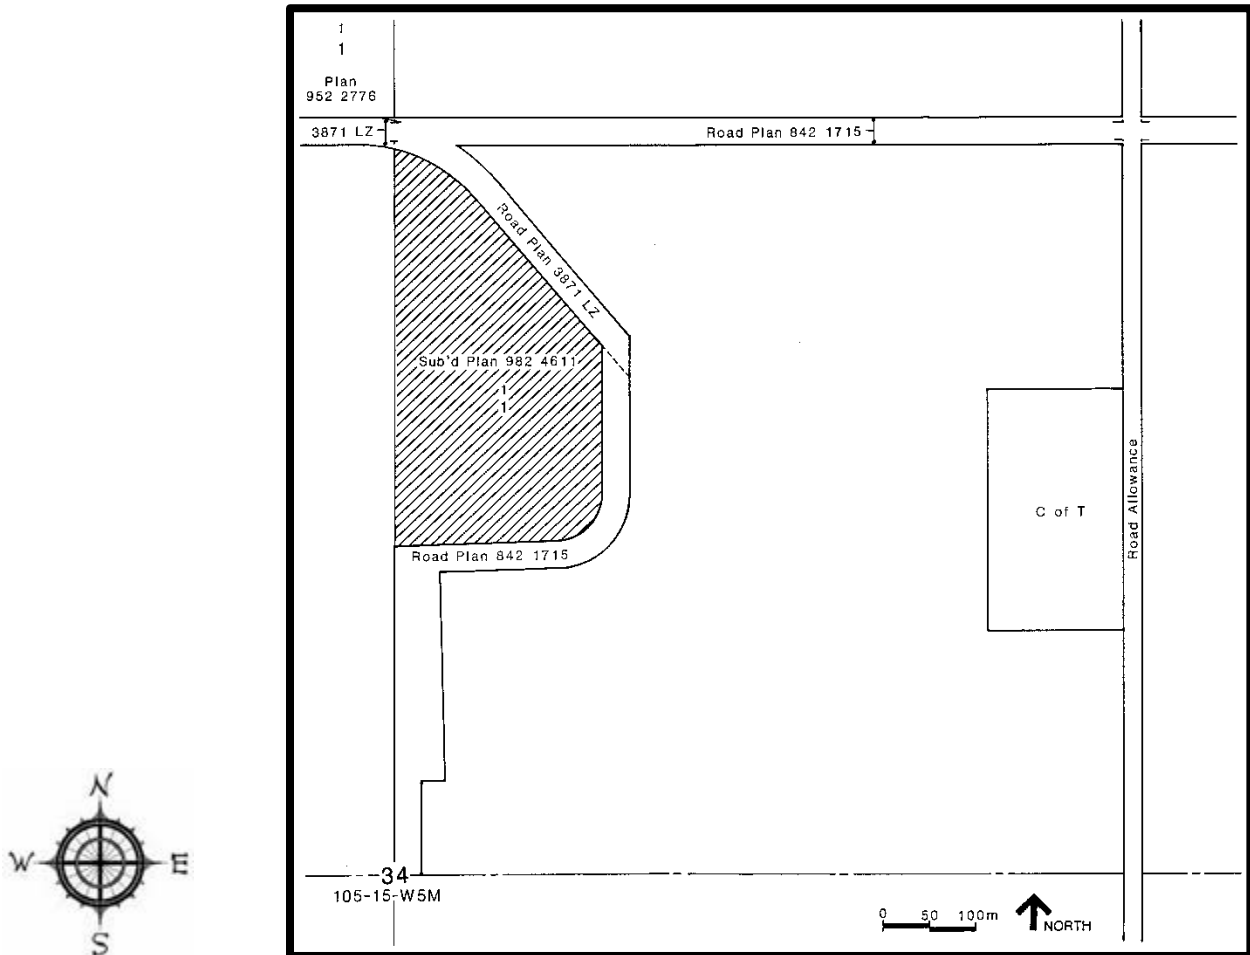 1
1
Plan
952 2776
3871 LZ
Road Plan 842 1715
Road Plan 3871 LZ
Sub'd Plan 982 4611
1
1
Road Plan 842 1715
C of T
Road Allowance
34
105-15-W5M
0 50 100m
NORTH
N
W E
S